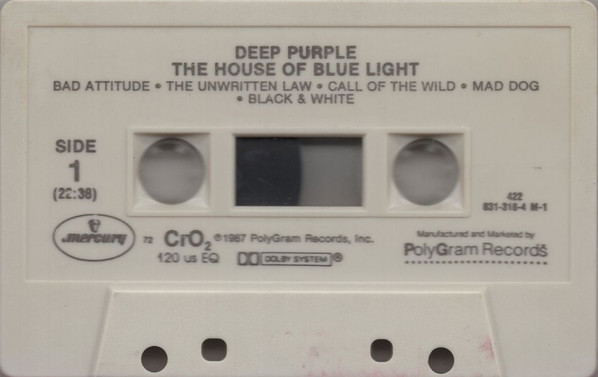 DEEP PURPLE
THE HOUSE OF BLUE LIGHT
BAD ATTITUDE • THE UNWRITTEN LAW • CALL OF THE WILD • MAD DOG
• BLACK & WHITE
SIDE
1
(22:38)
422
831-318-4 M-1
mercury
72 CrO2 ℗1987 PolyGram Records, Inc.
120 us EQ DOLBY SYSTEM ®
Manufactured and Marketed by
PolyGram Records